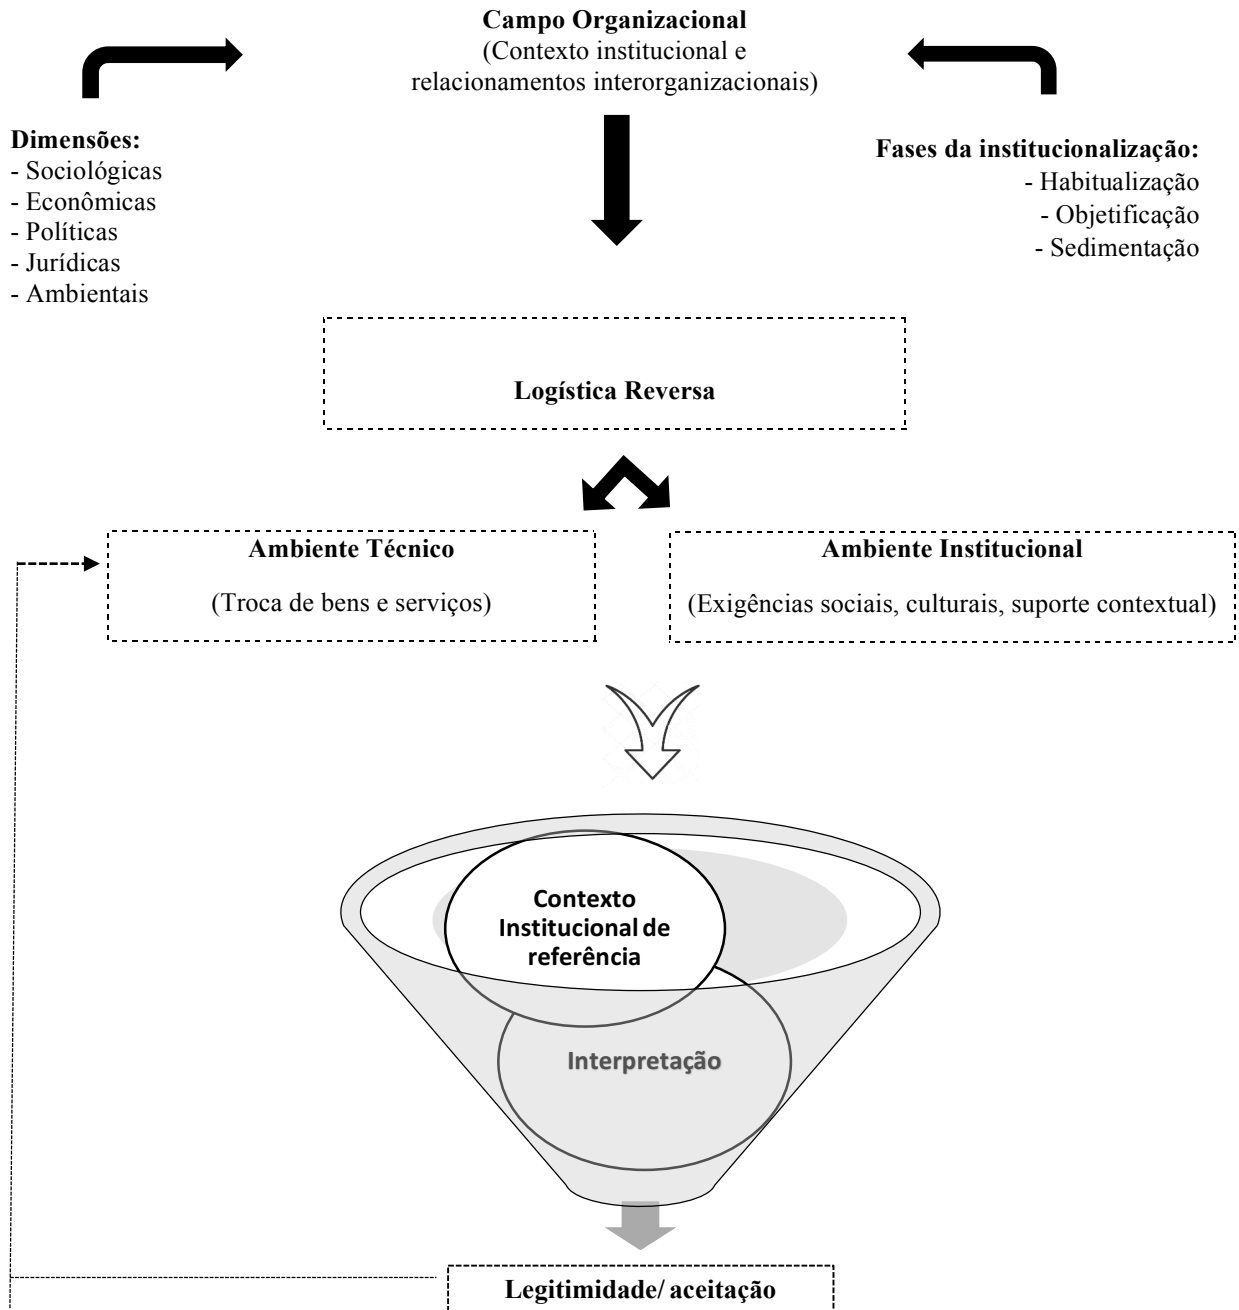 Campo Organizacional
(Contexto institucional e
relacionamentos interorganizacionais)
Dimensões:
- Sociológicas
- Econômicas
- Políticas
- Jurídicas
- Ambientais
Fases da institucionalização:
- Habitualização
- Objetificação
- Sedimentação
Logística Reversa
Ambiente Técnico
(Troca de bens e serviços)
Ambiente Institucional
(Exigências sociais, culturais, suporte contextual)
Contexto
Institucional de
referência
Interpretação
Legitimidade/ aceitação